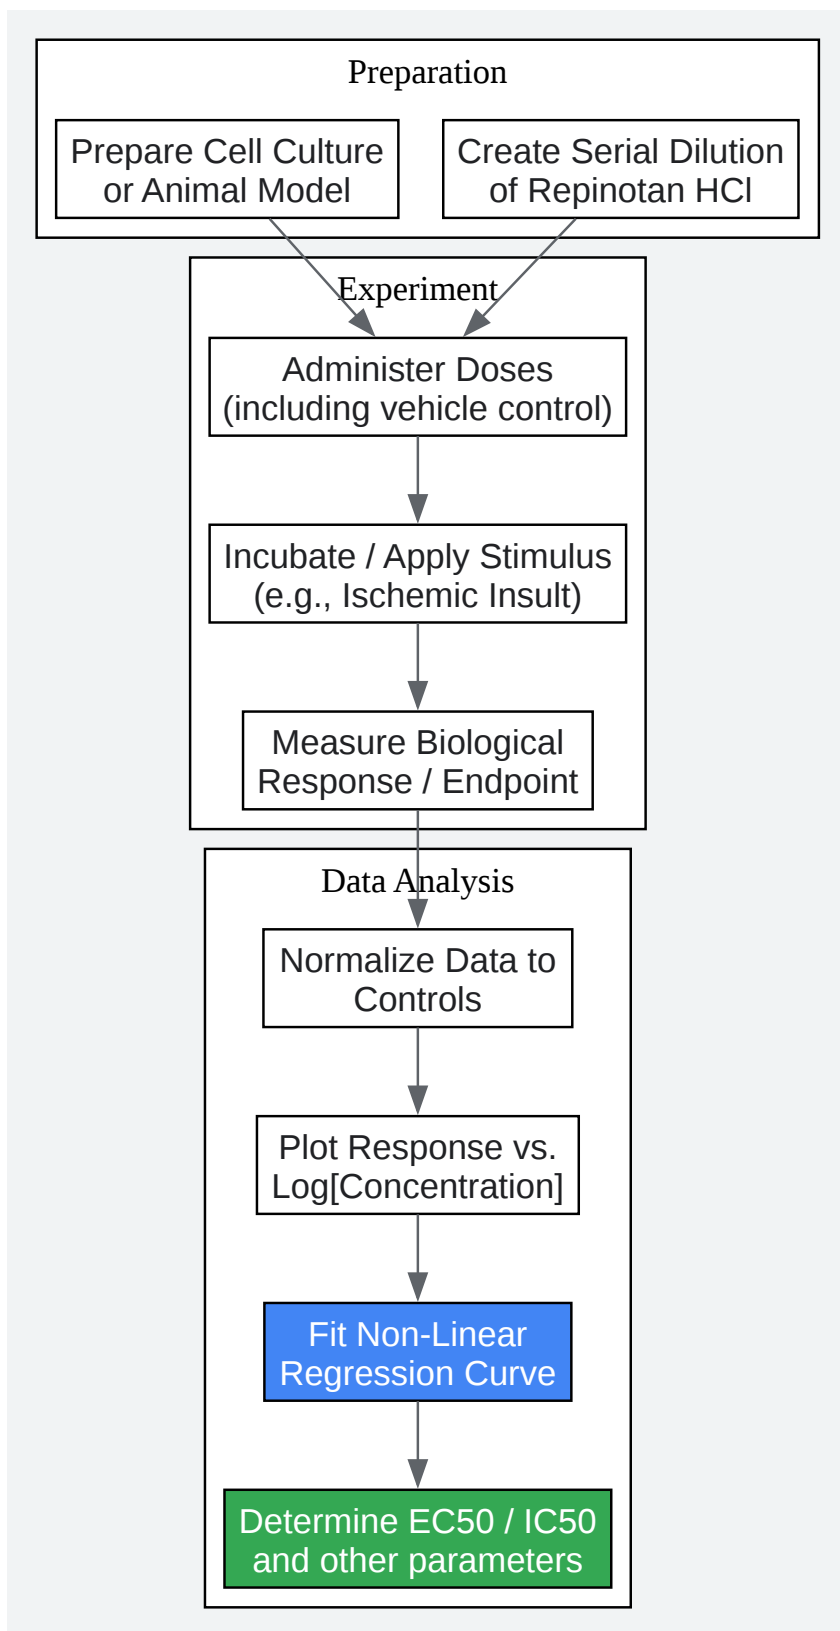 Preparation
Prepare Cell Culture
or Animal Model
Create Serial Dilution
of Repinotan HCl
Experiment
Administer Doses
(including vehicle control)
Incubate / Apply Stimulus
(e.g., Ischemic Insult)
Measure Biological
Response / Endpoint
Data Analysis
Normalize Data to
Controls
Plot Response vs.
Log[Concentration]
Fit Non-Linear
Regression Curve
Determine EC50 / IC50
and other parameters